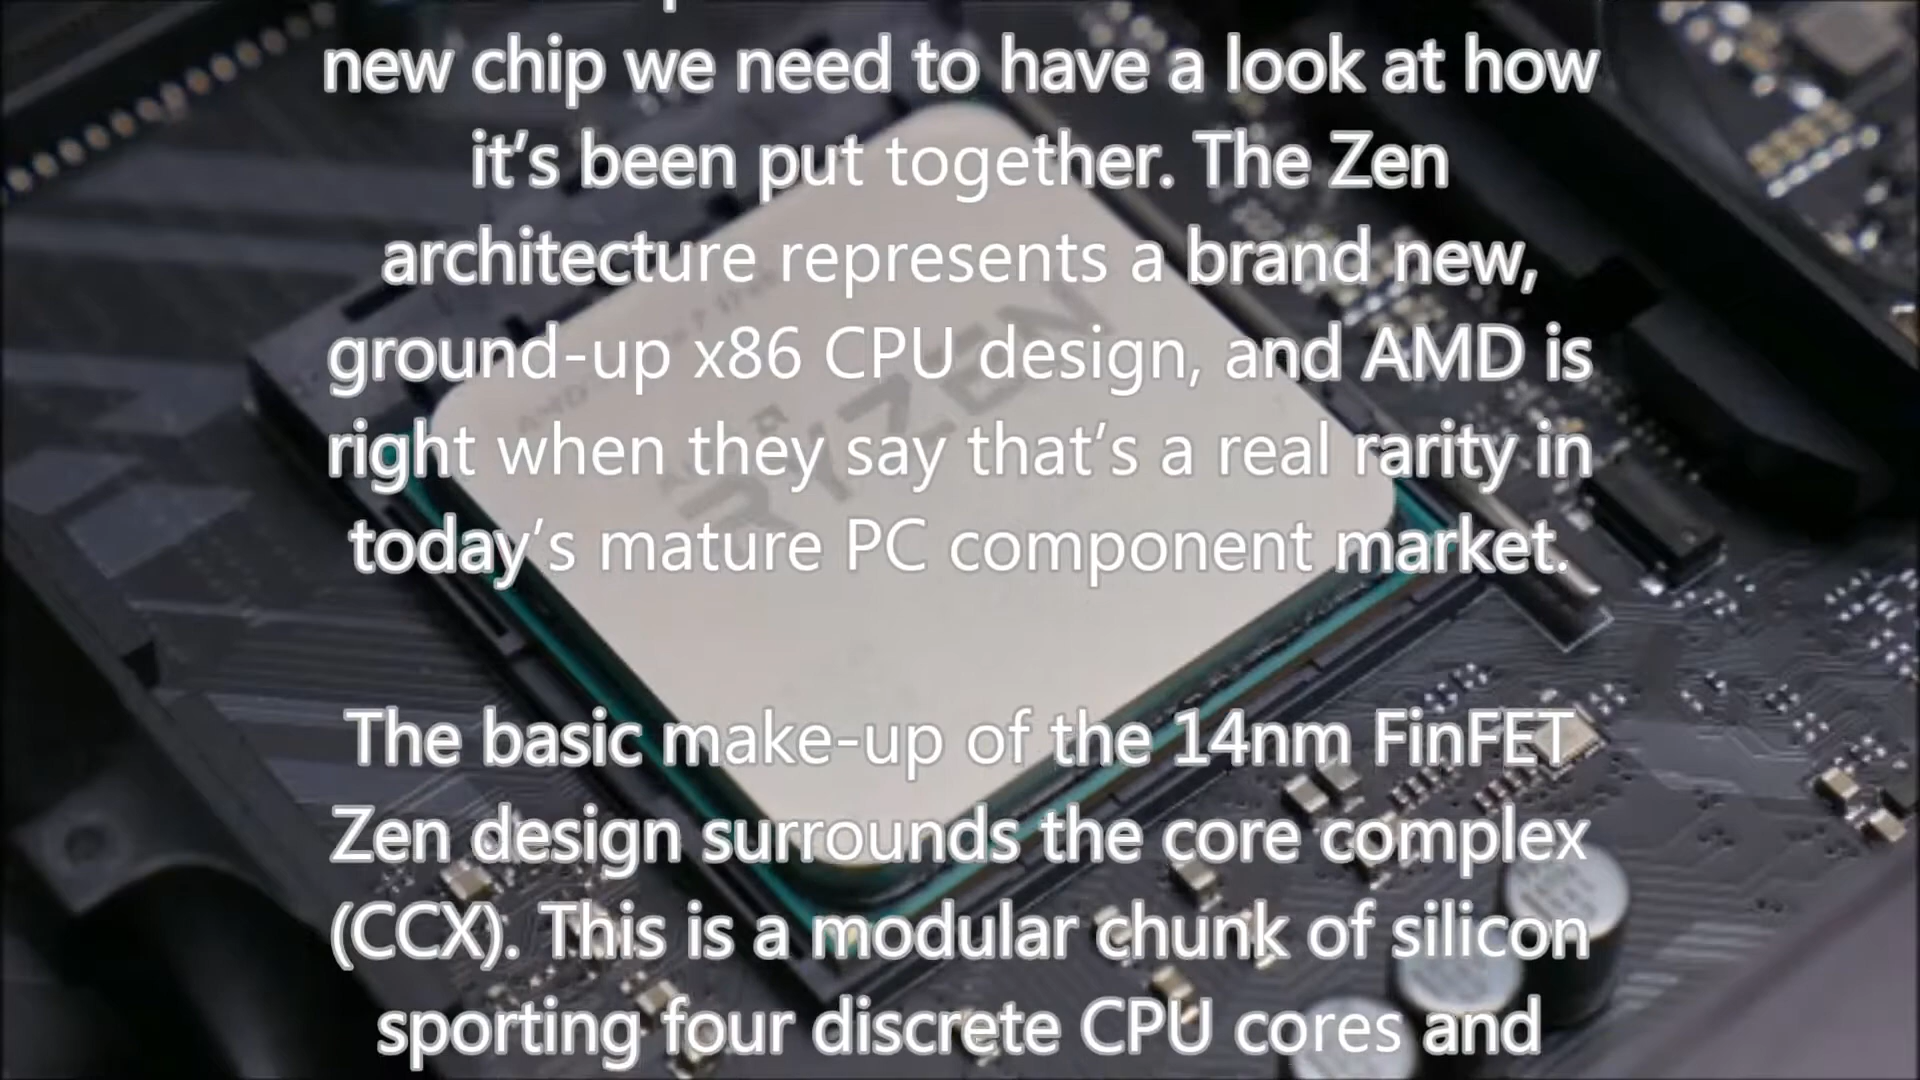 new chip we need to have a look at how
it's been put together. The Zen
architecture represents a brand new,
ground-up x86 CPU design, and AMD is
right when they say that's a real rarity in
today's mature PC component market.
The basic make-up of the 14nm FinFET
Zen design surrounds the core complex
(CCX). This is a modular chunk of silicon
sporting four discrete CPU cores and
AMD
RYZEN